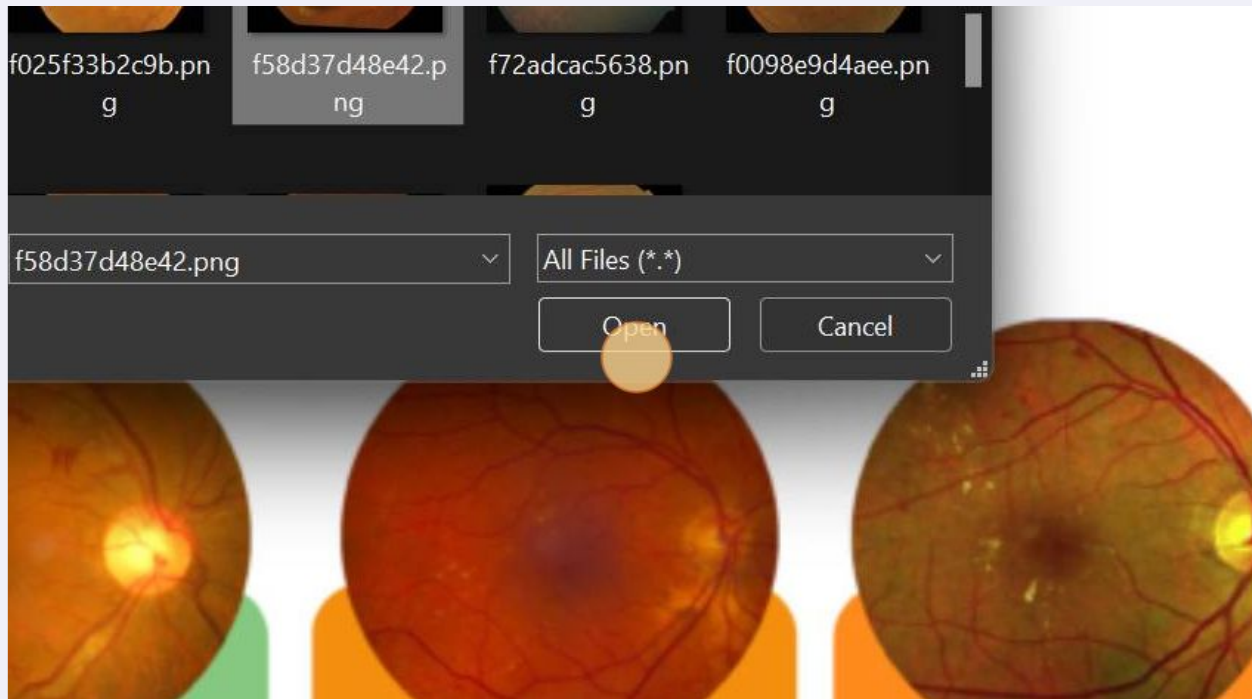 f025f33b2c9b.pn
g
f58d37d48e42.p
ng
f72adcac5638.pn
g
f0098e9d4aee.pn
g
f58d37d48e42.png
All Files (*.*)
Open
Cancel